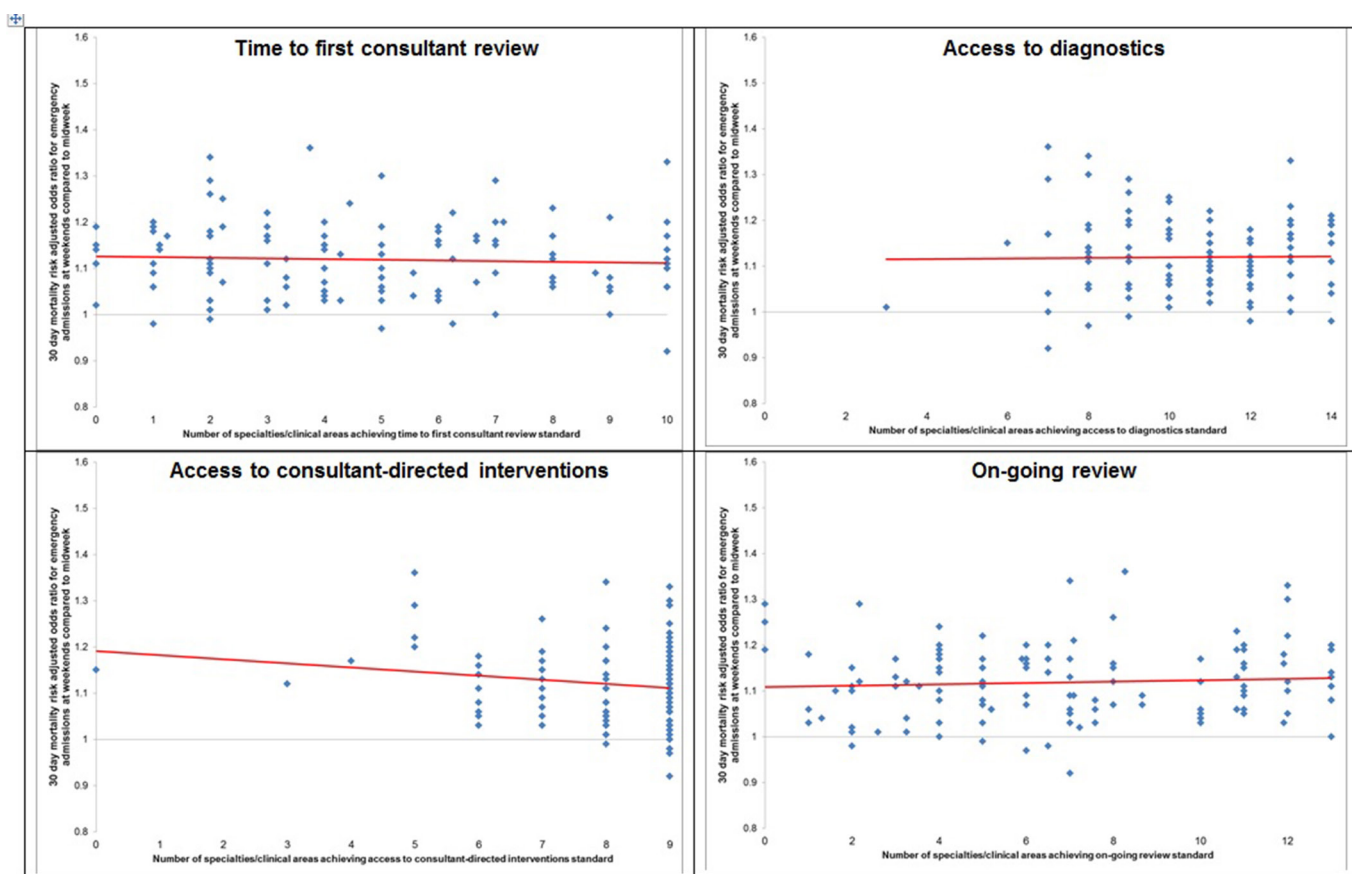 Time to first consultant review
30 day mortality risk adjusted odds ratio for emergency
admissions at weekends compared to midweek
1.6
1.5
1.4
1.3
1.2
1.1
1
0.9
0.8
0 1 2 3 4 5 6 7 8 9 10
Number of specialties/clinical areas achieving time to first consultant review standard
Access to diagnostics
30 day mortality risk adjusted odds ratio for emergency
admissions at weekends compared to midweek
1.6
1.5
1.4
1.3
1.2
1.1
1
0.9
0.8
0 2 4 6 8 10 12 14
Number of specialties/clinical areas achieving access to diagnostics standard
Access to consultant-directed interventions
30 day mortality risk adjusted odds ratio for emergency
admissions at weekends compared to midweek
1.6
1.5
1.4
1.3
1.2
1.1
1
0.9
0.8
0 1 2 3 4 5 6 7 8 9
Number of specialties/clinical areas achieving access to consultant-directed interventions standard
On-going review
30 day mortality risk adjusted odds ratio for emergency
admissions at weekends compared to midweek
1.6
1.5
1.4
1.3
1.2
1.1
1
0.9
0.8
0 2 4 6 8 10 12
Number of specialties/clinical areas achieving on-going review standard